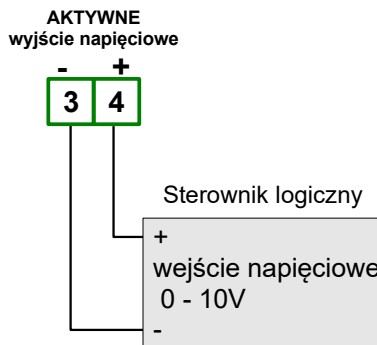 AKTYWNE
wyjście napięciowe
- +
3 4
Sterownik logiczny
+
wejście napięciowe
0 - 10V
-